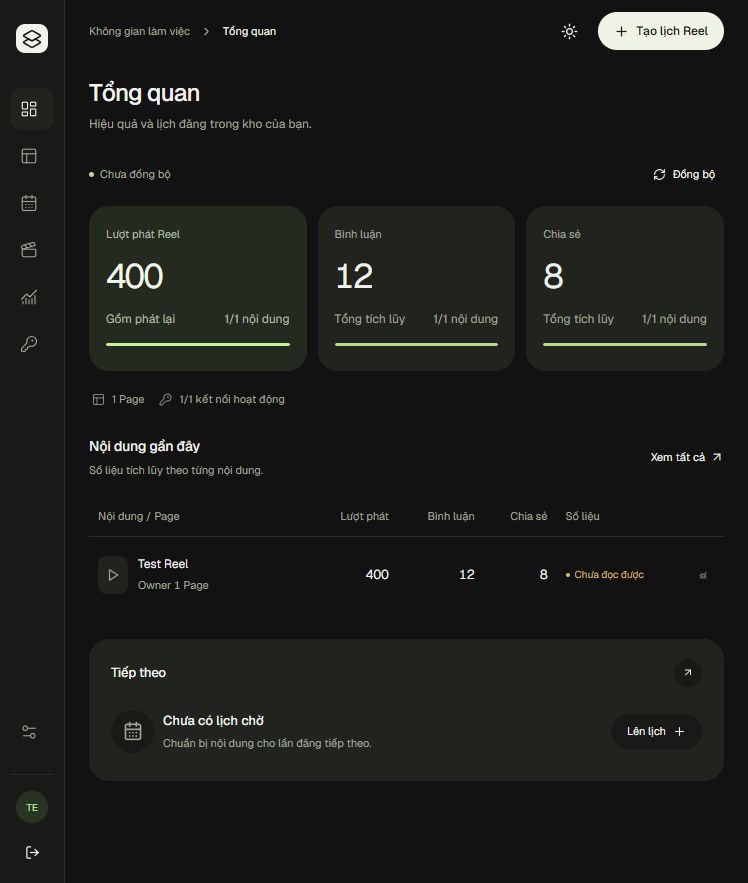 Không gian làm việc > Tổng quan
+ Tạo lịch Reel
Tổng quan
Hiệu quả và lịch đăng trong kho của bạn.
Chưa đồng bộ
Đồng bộ
Lượt phát Reel
400
Gồm phát lại 1/1 nội dung
Bình luận
12
Tổng tích lũy 1/1 nội dung
Chia sẻ
8
Tổng tích lũy 1/1 nội dung
1 Page 1/1 kết nối hoạt động
Nội dung gần đây
Số liệu tích lũy theo từng nội dung.
Xem tất cả
Nội dung / Page Lượt phát Bình luận Chia sẻ Số liệu
Test Reel
Owner 1 Page
400 12 8 Chưa đọc được
Tiếp theo
Chưa có lịch chờ
Chuẩn bị nội dung cho lần đăng tiếp theo.
Lên lịch +
TE